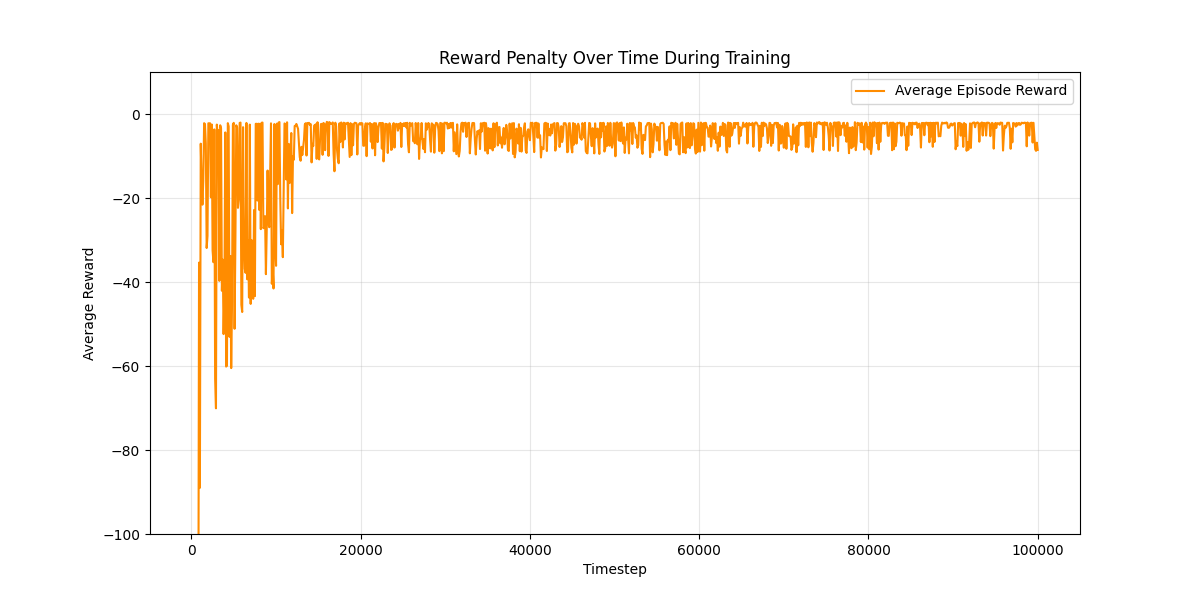 Reward Penalty Over Time During Training
Average Episode Reward
0
−20
−40
−60
−80
−100
Average Reward
0 20000 40000 60000 80000 100000
Timestep